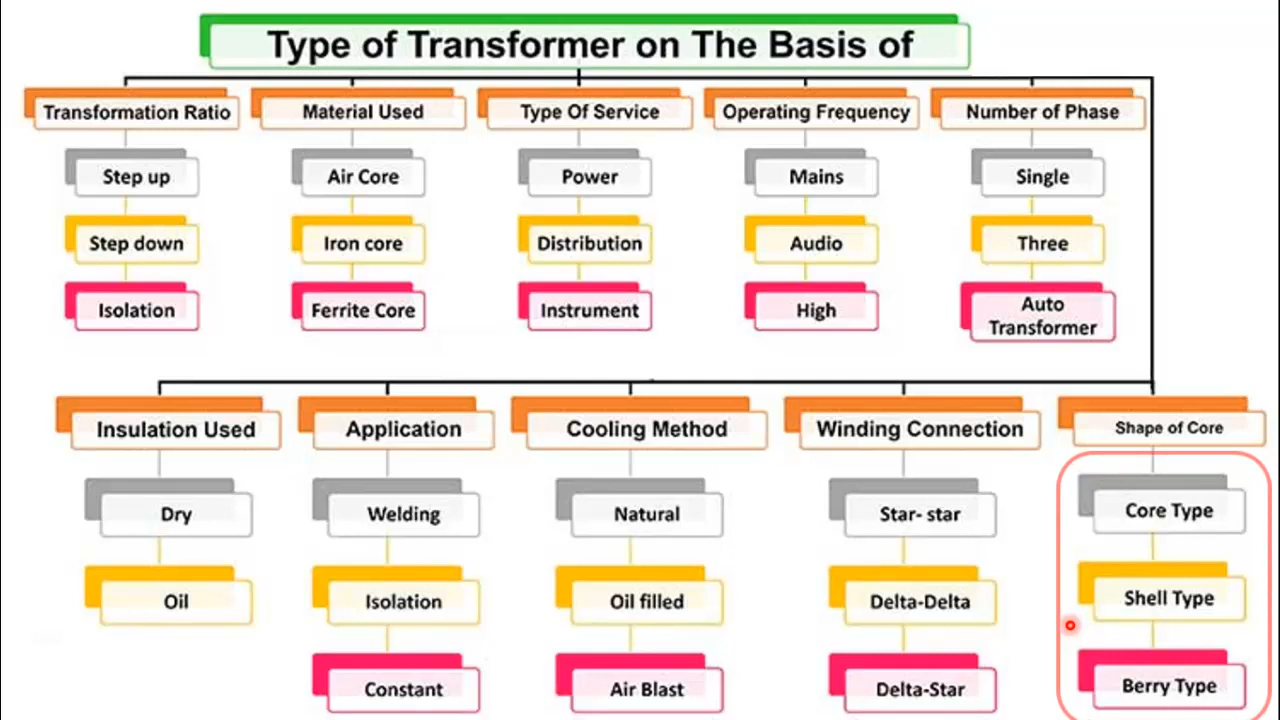 Type of Transformer on The Basis of
Transformation Ratio
Material Used
Type Of Service
Operating Frequency
Number of Phase
Step up
Air Core
Power
Mains
Single
Step down
Iron core
Distribution
Audio
Three
Isolation
Ferrite Core
Instrument
High
Auto
Transformer
Insulation Used
Application
Cooling Method
Winding Connection
Shape of Core
Dry
Welding
Natural
Star- star
Core Type
Oil
Isolation
Oil filled
Delta-Delta
Shell Type
Constant
Air Blast
Delta-Star
Berry Type